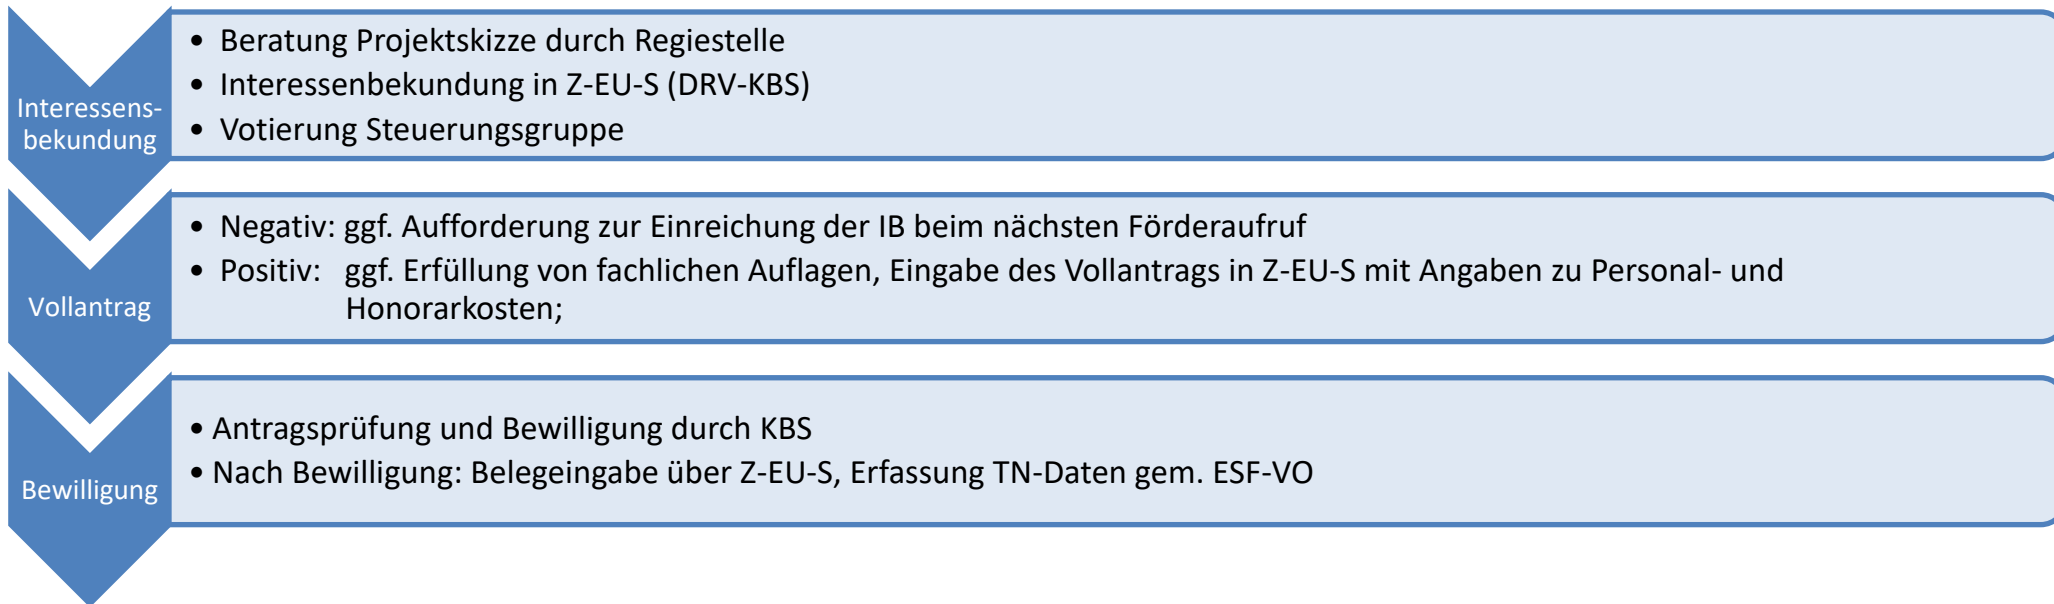 Interessens-
bekundung
• Beratung Projektskizze durch Regiestelle
• Interessenbekundung in Z-EU-S (DRV-KBS)
• Votierung Steuerungsgruppe
Vollantrag
• Negativ: ggf. Aufforderung zur Einreichung der IB beim nächsten Förderaufruf
• Positiv: ggf. Erfüllung von fachlichen Auflagen, Eingabe des Vollantrags in Z-EU-S mit Angaben zu Personal- und
Honorarkosten;
Bewilligung
• Antragsprüfung und Bewilligung durch KBS
• Nach Bewilligung: Belegeingabe über Z-EU-S, Erfassung TN-Daten gem. ESF-VO